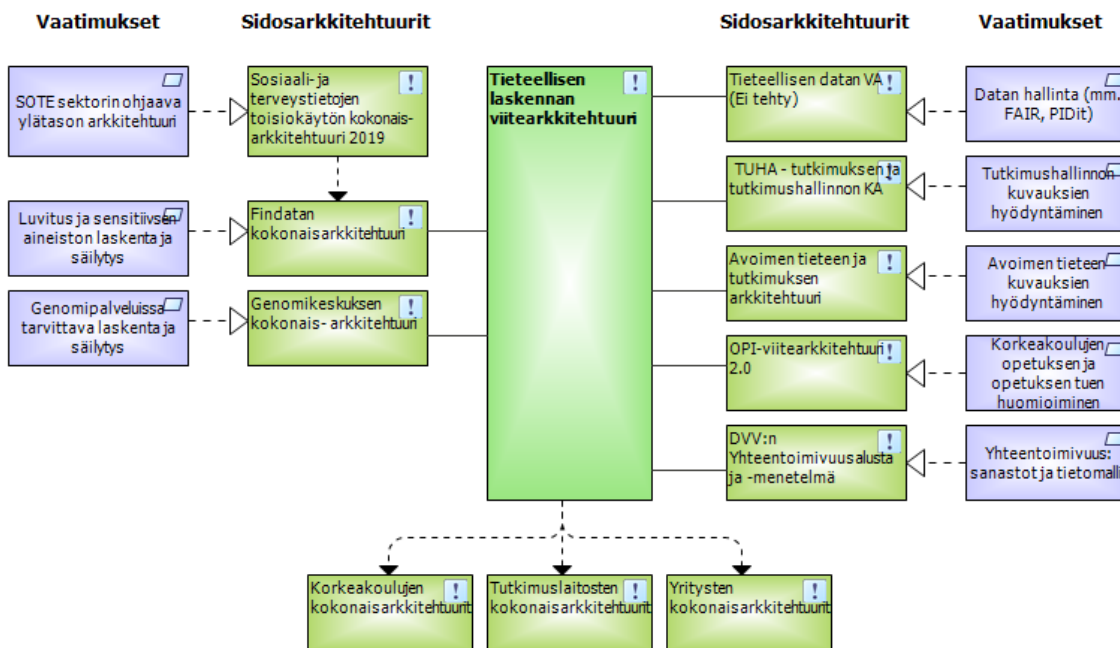 Vaatimukset
Sidosarkkitehtuurit
Sidosarkkitehtuurit
Vaatimukset
SOTE sektorin ohjaava
ylätason arkkitehtuuri
Sosiaali- ja
terveystietojen
toisiokäytön kokonais-
arkkitehtuuri 2019
Tieteellisen
laskennan
viitearkkitehtuuri
Tieteellisen datan VA
(Ei tehty)
Datan hallinta (mm.
FAIR, PIDit)
TUHA - tutkimuksen ja
tutkimushallinnon KA
Tutkimushallinnon
kuvauksien
hyödyntäminen
Luvitus ja sensitiivsen
aineiston laskenta ja
säilytys
Findatan
kokonaisarkkitehtuuri
Avoimen tieteen ja
tutkimuksen
arkkitehtuuri
Avoimen tieteen
kuvauksien
hyödyntäminen
Genomipalveluissa
tarvittava laskenta ja
säilytys
Genomikeskuksen
kokonais- arkkitehtuuri
OPI-viitearkkitehtuuri
2.0
Korkeakoulujen
opetuksen ja
opetuksen tuen
huomioiminen
DVV:n
Yhteentoimivuusalusta
ja -menetelmä
Yhteentoimivuus:
sanastot ja tietomalli
Korkeakoulujen
kokonaisarkkitehtuurit
Tutkimuslaitosten
kokonaisarkkitehtuurit
Yritysten
kokonaisarkkitehtuurit